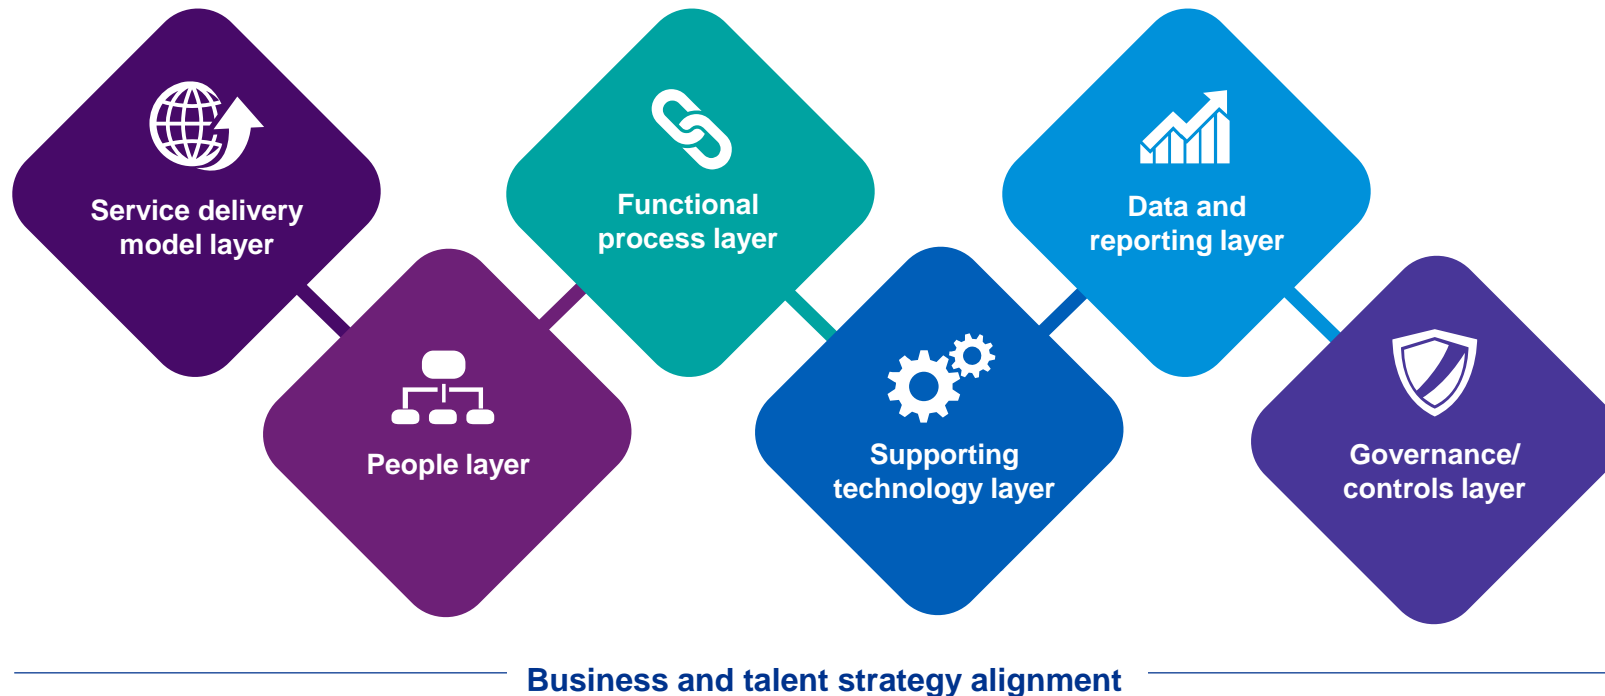 Service delivery
model layer
People layer
Functional
process layer
Supporting
technology layer
Data and
reporting layer
Governance/
controls layer
Business and talent strategy alignment